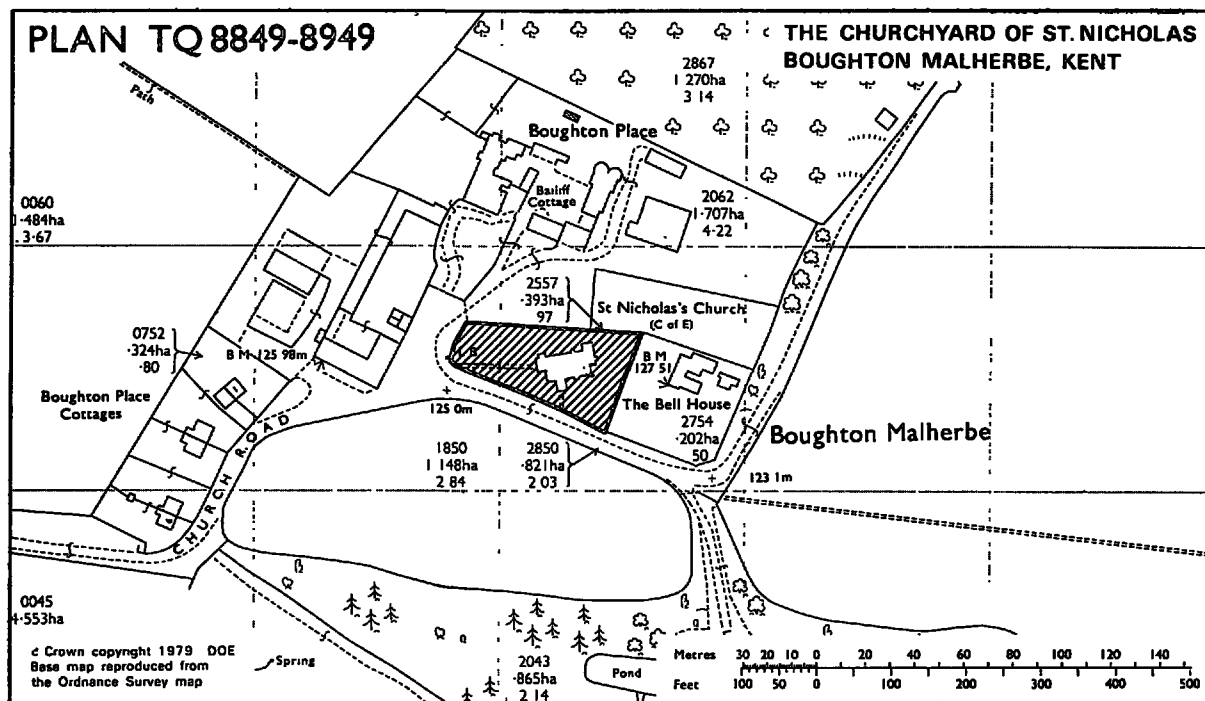 PLAN TQ 8849-8949
THE CHURCHYARD OF ST. NICHOLAS
BOUGHTON MALHERBE, KENT
Path
2867
1 270ha
3 14
Boughton Place
Bailiff
Cottage
2062
1·707ha
4·22
0060
1·484ha
3·67
2557
·393ha
97
St Nicholas's Church
(C of E)
0752
·324ha
·80
B M 125 98m
B M
127 51
Boughton Place
Cottages
The Bell House
2754
·202ha
50
125 0m
Boughton Malherbe
CHURCH ROAD
1850
1 148ha
2 84
2850
·821ha
2 03
123 1m
0045
·553ha
Spring
2043
·865ha
2 14
Pond
c Crown copyright 1979 DOE
Base map reproduced from
the Ordnance Survey map
Metres 30 20 10 0 20 40 60 80 100 120 140
Feet 100 50 0 100 200 300 400 500